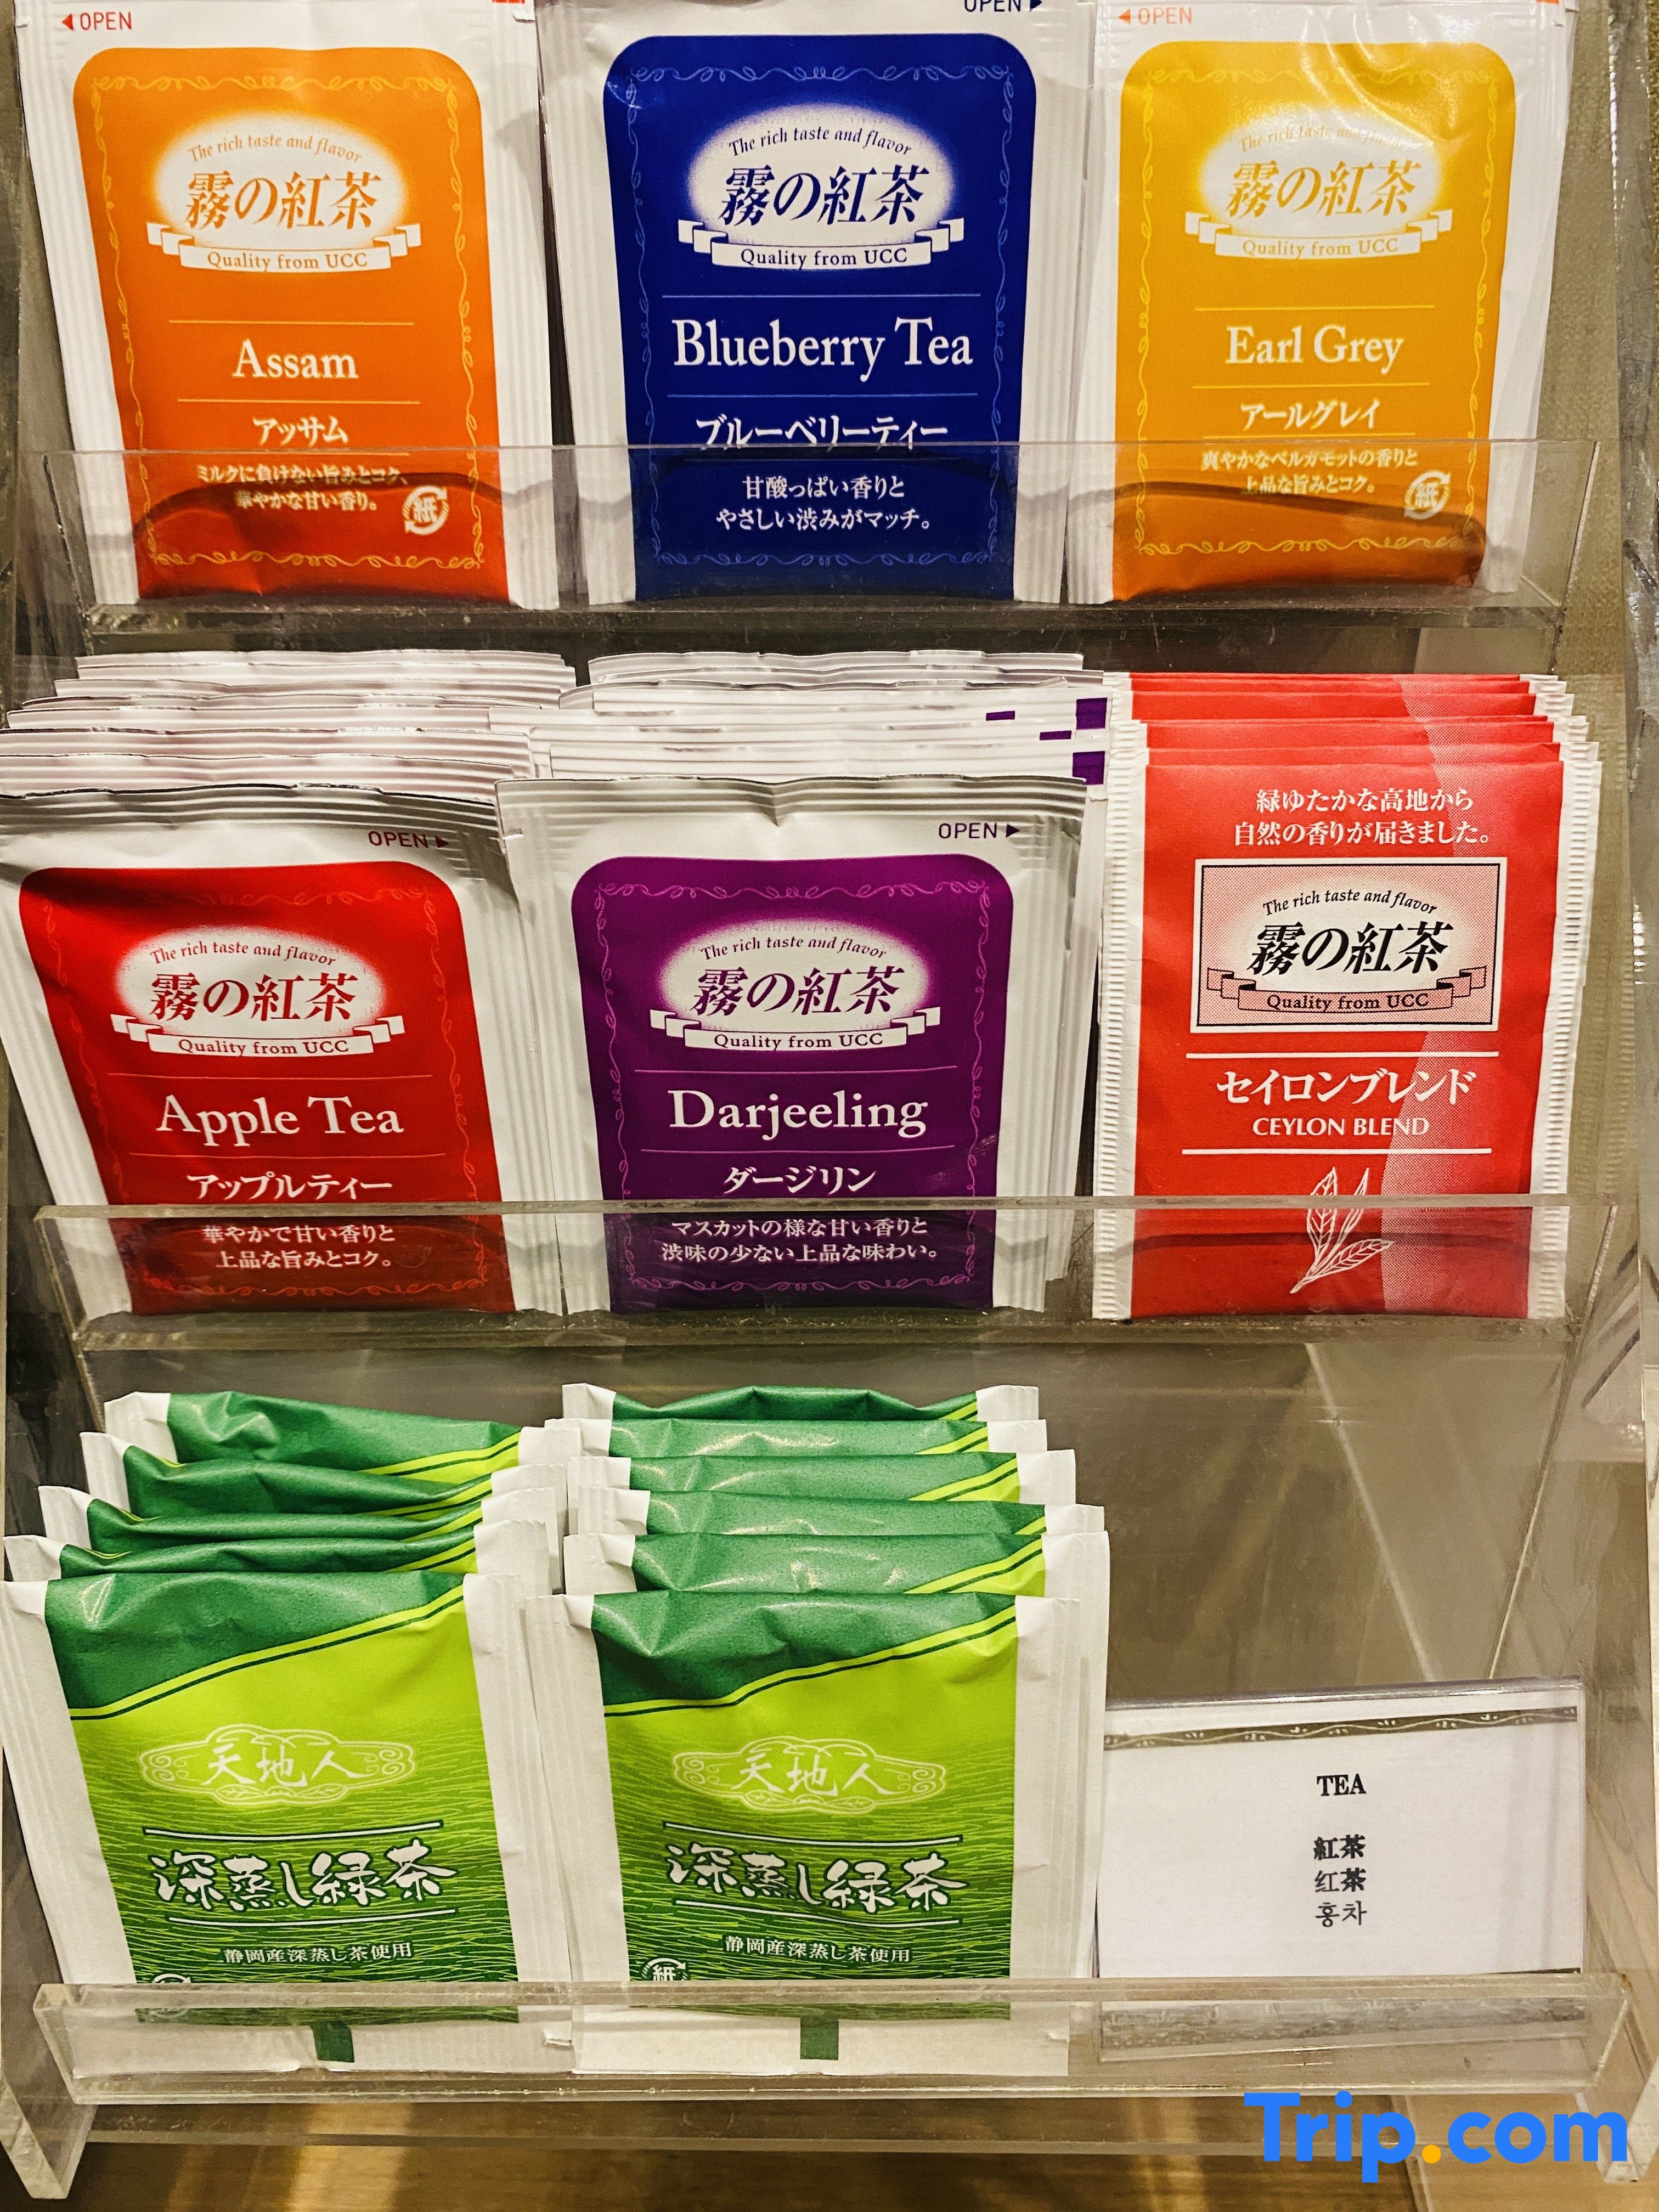 ◀OPEN
The rich taste and flavor
霧の紅茶
Quality from UCC
Assam
アッサム
ミルクに負けない旨みとコク、
華やかな甘い香り。
紙
OPEN▶
The rich taste and flavor
霧の紅茶
Quality from UCC
Blueberry Tea
ブルーベリーティー
甘酸っぱい香りと
やさしい渋みがマッチ。
◀OPEN
The rich taste and flavor
霧の紅茶
Quality from UCC
Earl Grey
アールグレイ
爽やかなベルガモットの香りと
上品な旨みとコク。
紙
OPEN▶
The rich taste and flavor
霧の紅茶
Quality from UCC
Apple Tea
アップルティー
華やかで甘い香りと
上品な旨みとコク。
OPEN▶
The rich taste and flavor
霧の紅茶
Quality from UCC
Darjeeling
ダージリン
マスカットの様な甘い香りと
渋味の少ない上品な味わい。
緑ゆたかな高地から
自然の香りが届きました。
The rich taste and flavor
霧の紅茶
Quality from UCC
セイロンブレンド
CEYLON BLEND
天地人
深蒸し緑茶
静岡産深蒸し茶使用
天地人
深蒸し緑茶
静岡産深蒸し茶使用
紙
TEA
紅茶
红茶
홍차
Trip.com